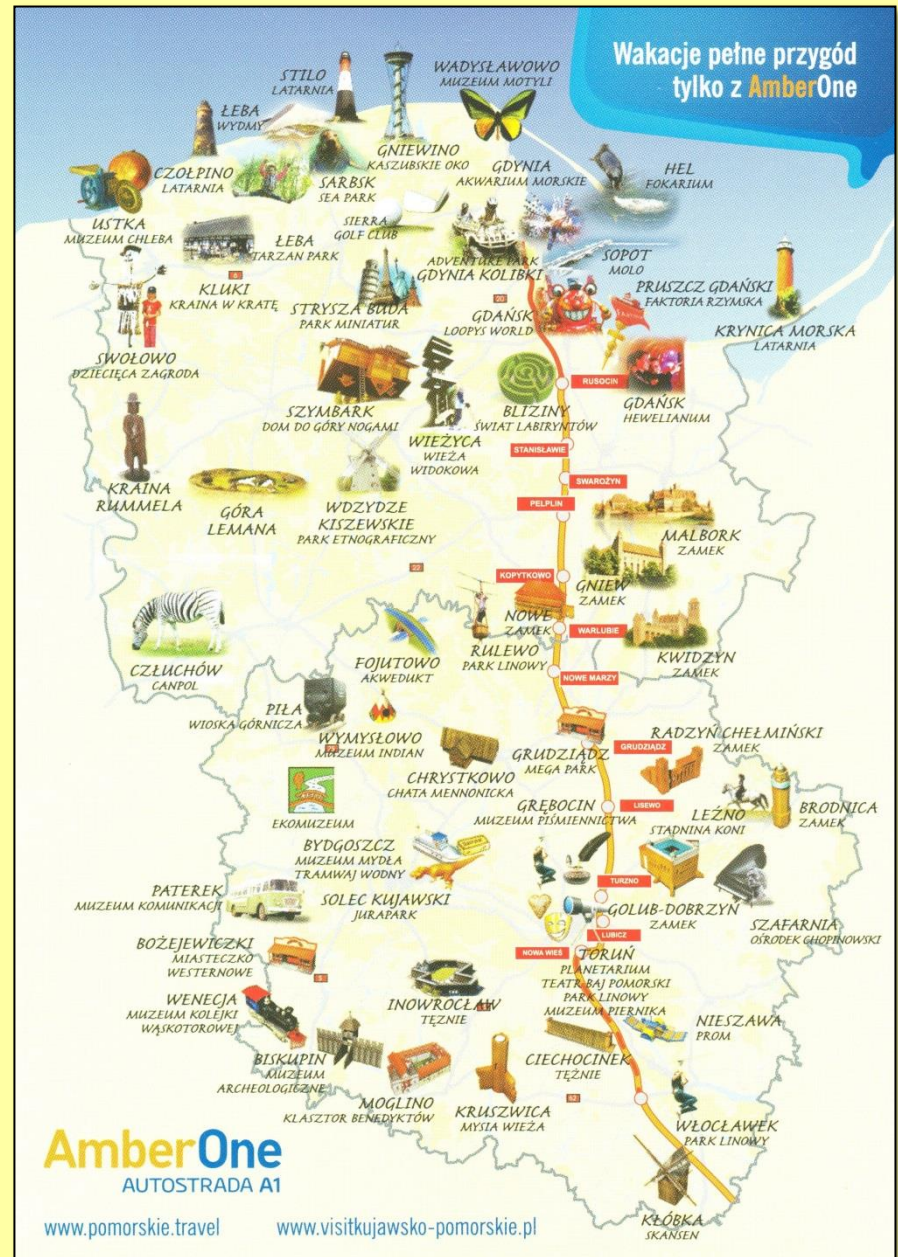 Wakacje pełne przygód
tylko z AmberOne
WADYSŁAWOWO
MUZEUM MOTYLI
STILO
LATARNIA
ŁEBA
WYDMY
GNIEWINO
KASZUBSKIE OKO
GDYNIA
AKWARIUM MORSKIE
HEL
FOKARIUM
CZOŁPINO
LATARNIA
SARBSK
SEA PARK
USTKA
MUZEUM CHLEBA
SIERRA
GOLF CLUB
ŁEBA
TARZAN PARK
ADVENTURE PARK
GDYNIA KOLIBKI
SOPOT
MOLO
KLUKI
KRAINA W KRATĘ
6
STRYSZA BUDA
PARK MINIATUR
20
PRUSZCZ GDAŃSKI
FAKTORIA RZYMSKA
GDAŃSK
LOOPYS WORLD
KRYNICA MORSKA
LATARNIA
SWOŁOWO
DZIECIĘCA ZAGRODA
RUSOCIN
GDAŃSK
HEWELIANUM
SZYMBARK
DOM DO GÓRY NOGAMI
BLIZINY
ŚWIAT LABIRYNTÓW
WIEŻYCA
WIEŻA
WIDOKOWA
STANISŁAWIE
SWAROŻYN
KRAINA
RUMMELA
GÓRA
LEMANA
WDZYDZE
KISZEWSKIE
PARK ETNOGRAFICZNY
PELPLIN
MALBORK
ZAMEK
22
KOPYTKOWO
GNIEW
ZAMEK
NOWE
ZAMEK
WARLUBIE
RULEWO
PARK LINOWY
KWIDZYN
ZAMEK
CZŁUCHÓW
CANPOL
FOJUTOWO
AKWEDUKT
NOWE MARZY
PIŁA
WIOSKA GÓRNICZA
WYMYSŁOWO
MUZEUM INDIAN
CHRYSTKOWO
CHATA MENNONICKA
GRUDZIĄDZ
MEGA PARK
GRUDZIĄDZ
RADZYŃ CHEŁMIŃSKI
ZAMEK
EKOMUZEUM
GRĘBOCIN
MUZEUM PIŚMIENNICTWA
LISEWO
LEŹNO
STADNINA KONI
BRODNICA
ZAMEK
BYDGOSZCZ
MUZEUM MYDŁA
TRAMWAJ WODNY
SOLEC KUJAWSKI
JURAPARK
PATEREK
MUZEUM KOMUNIKACJI
TURZNO
GOLUB-DOBRZYŃ
ZAMEK
SZAFARNIA
OŚRODEK CHOPINOWSKI
LUBICZ
NOWA WIEŚ
BOŻEJEWICZKI
MIASTECZKO
WESTERNOWE
5
TORUŃ
PLANETARIUM
TEATR BAJ POMORSKI
PARK LINOWY
MUZEUM PIERNIKA
WENECJA
MUZEUM KOLEJKI
WĄSKOTOROWEJ
INOWROCŁAW
TĘZNIE
NIESZAWA
PROM
BISKUPIN
MUZEUM
ARCHEOLOGICZNE
CIECHOCINEK
TĘŻNIE
MOGLINO
KLASZTOR BENEDYKTÓW
KRUSZWICA
MYSIA WIEŻA
62
WŁOCŁAWEK
PARK LINOWY
KŁÓBKA
SKANSEN
AmberOne
AUTOSTRADA A1
www.pomorskie.travel
www.visitkujawsko-pomorskie.pl